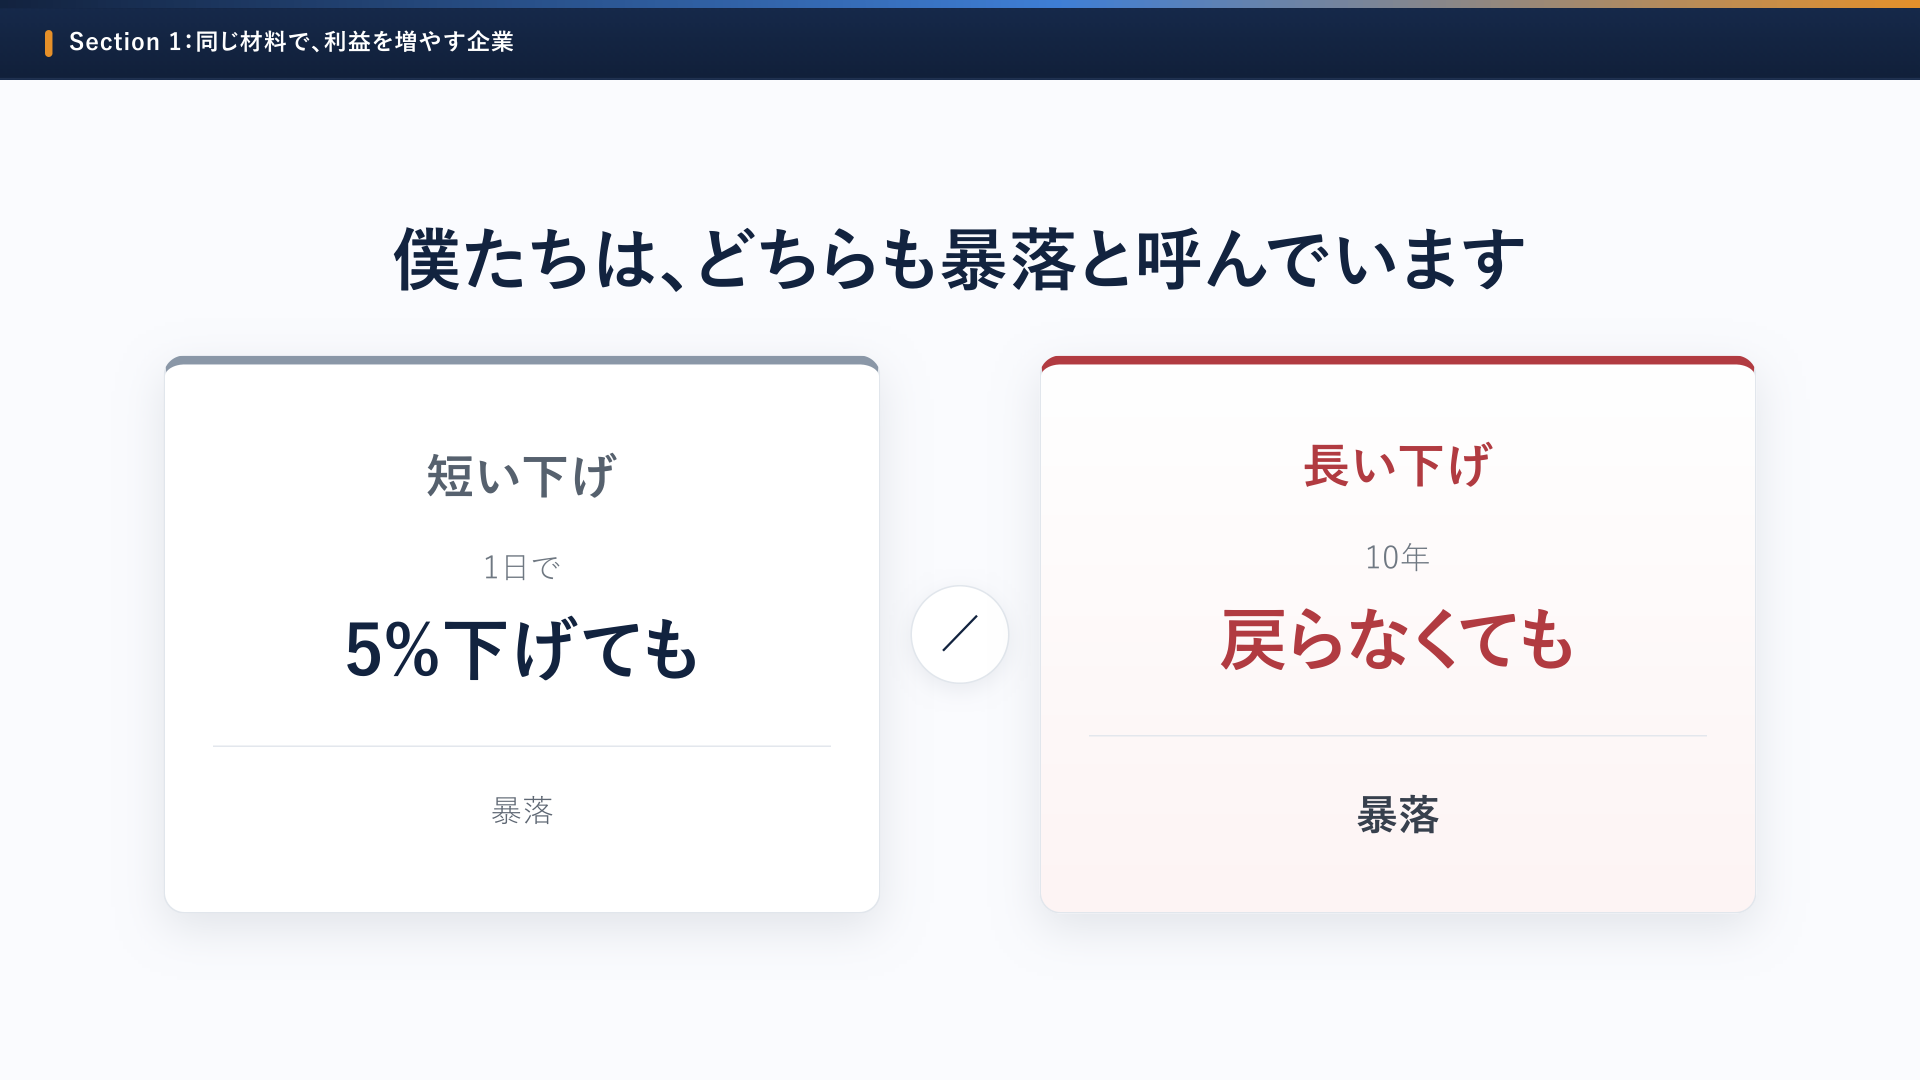 Section 1：同じ材料で、利益を増やす企業
僕たちは、どちらも暴落と呼んでいます
短い下げ
1日で
5%下げても
暴落
／
長い下げ
10年
戻らなくても
暴落